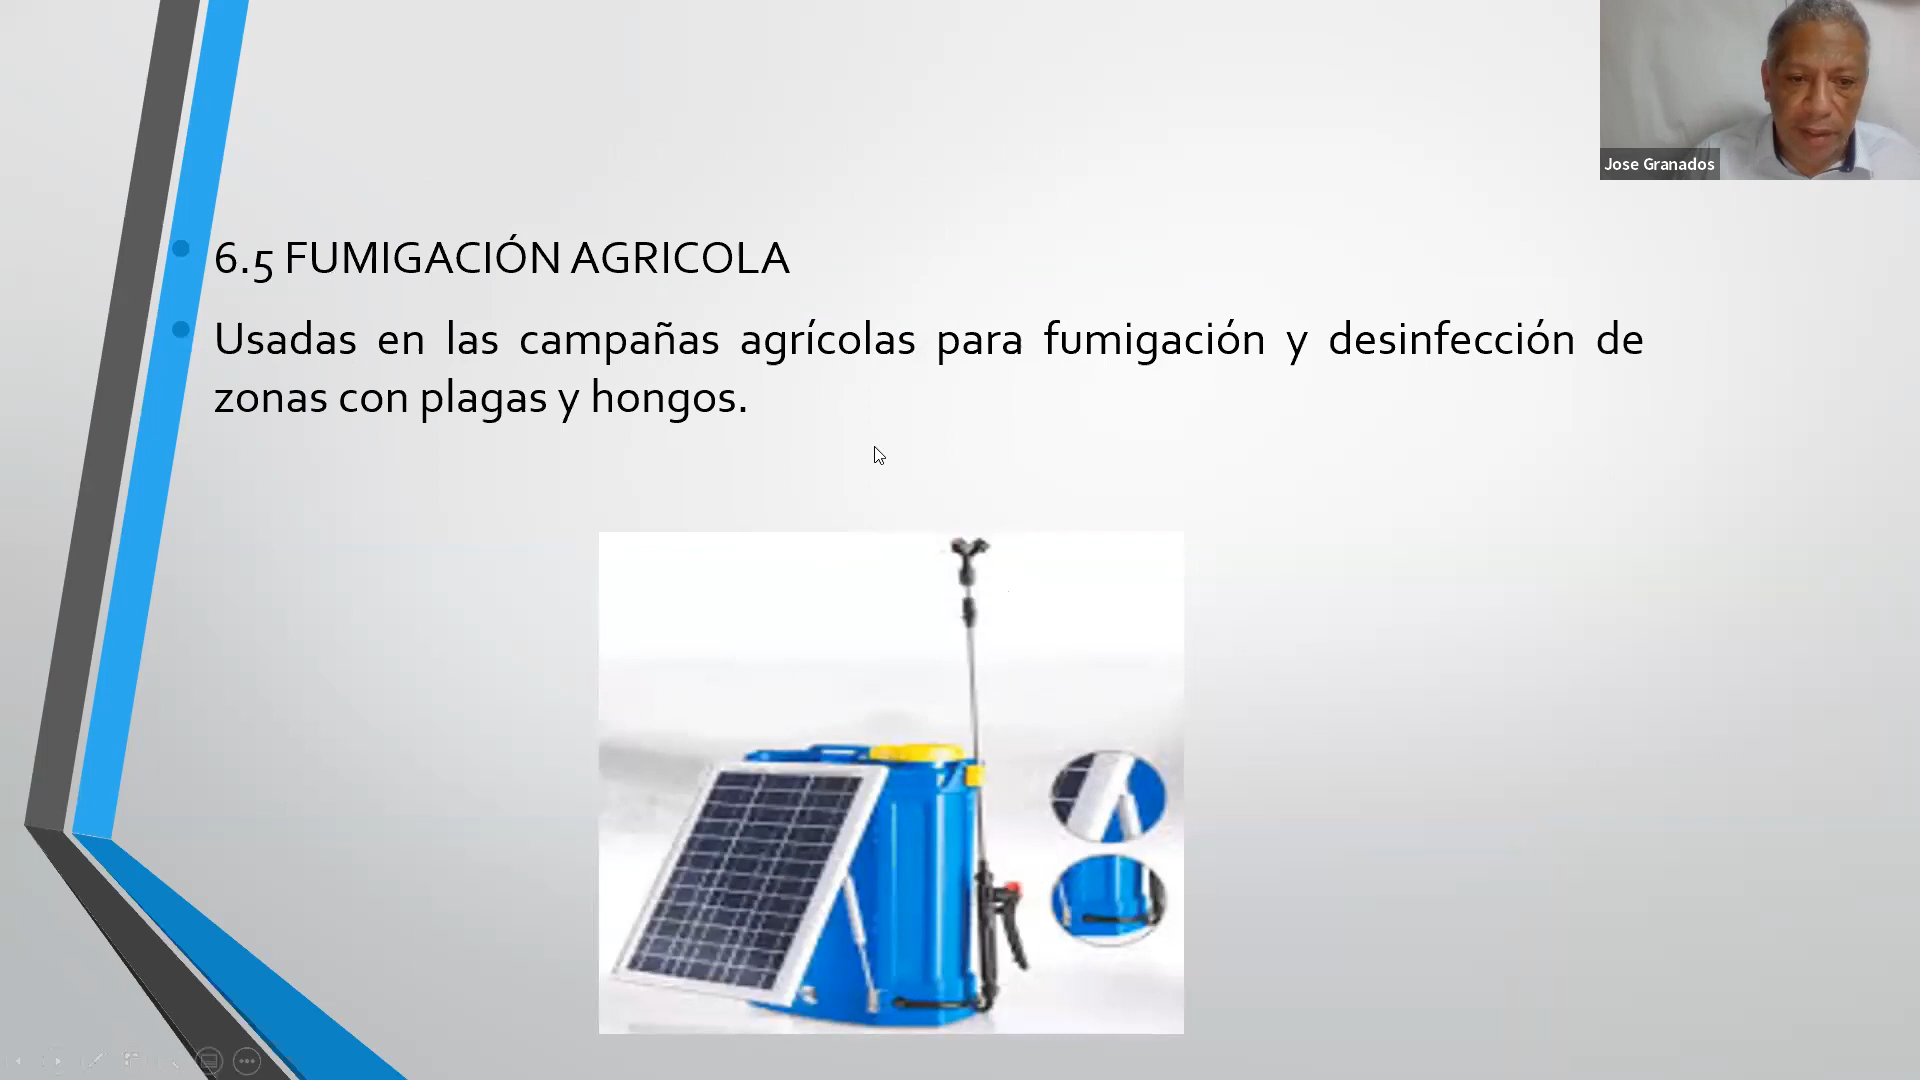 Jose Granados
6.5 FUMIGACIÓN AGRICOLA
Usadas en las campañas agrícolas para fumigación y desinfección de
zonas con plagas y hongos.